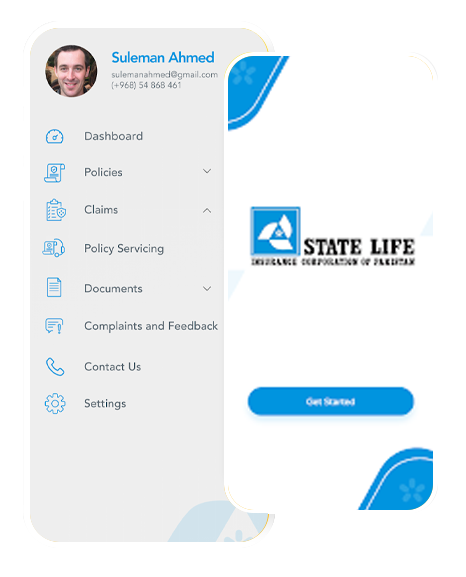 Suleman Ahmed
sulemanahmed@gmail.com
(+968) 54 868 461
Dashboard
Policies
Claims
Policy Servicing
Documents
Complaints and Feedback
Contact Us
Settings
STATE LIFE
INSURANCE CORPORATION OF PAKISTAN
Get Started